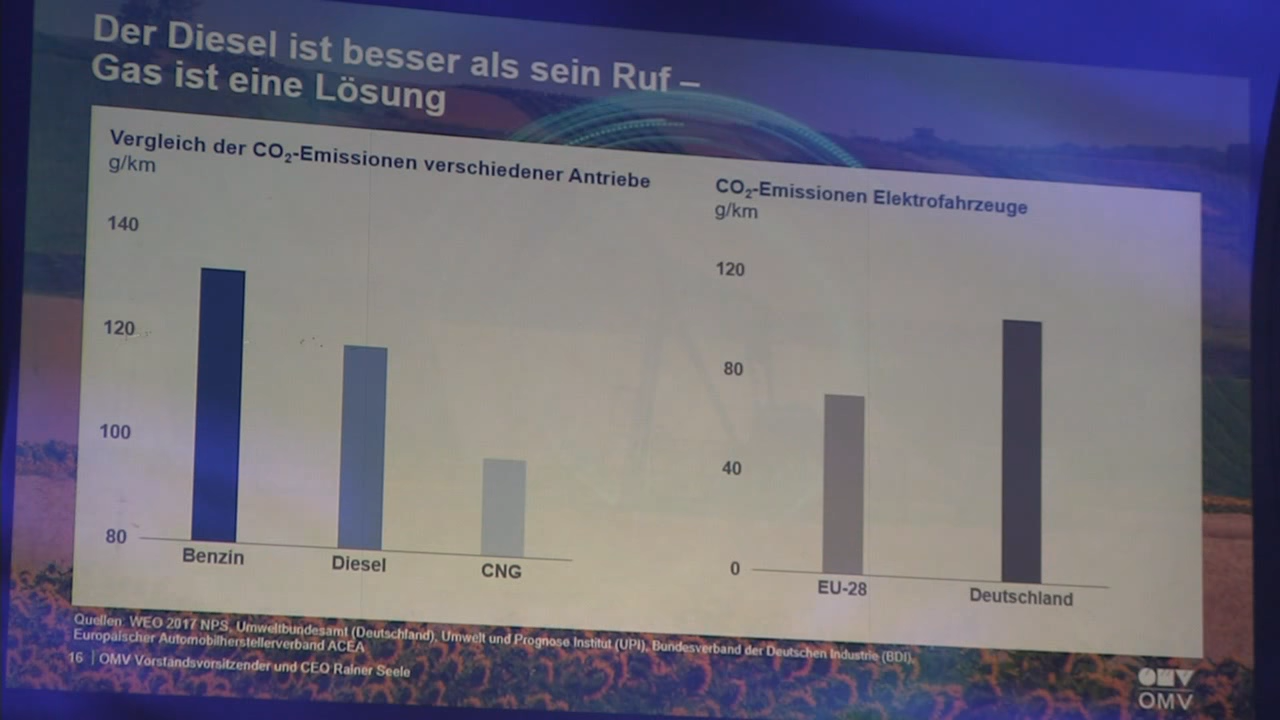 Der Diesel ist besser als sein Ruf –
Gas ist eine Lösung
Vergleich der CO₂-Emissionen verschiedener Antriebe
g/km
140
120
100
80
Benzin
Diesel
CNG
CO₂-Emissionen Elektrofahrzeuge
g/km
120
80
40
0
EU-28
Deutschland
Quellen: WEO 2017 NPS, Umweltbundesamt (Deutschland), Umwelt und Prognose Institut (UPI), Bundesverband der Deutschen Industrie (BDI),
Europäischer Automobilherstellerverband ACEA
16 | OMV Vorstandsvorsitzender und CEO Rainer Seele
OMV
OMV